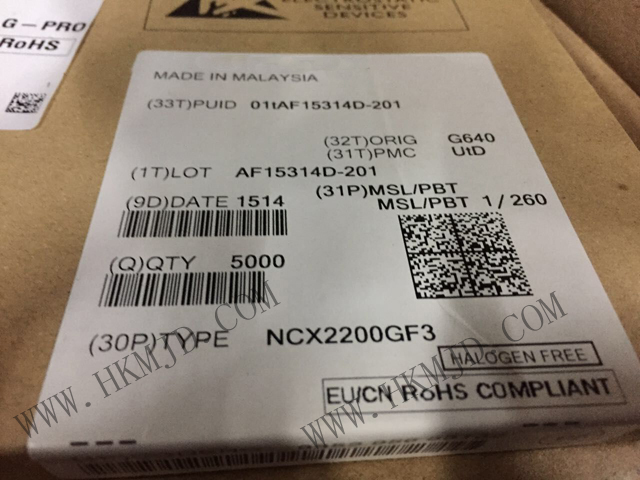 G-PRO
RoHS
ELECTROSTATIC
SENSITIVE
DEVICES
MADE IN MALAYSIA
(33T)PUID 01tAF15314D-201
(32T)ORIG G640
(31T)PMC UtD
(1T)LOT AF15314D-201
(31P)MSL/PBT
(9D)DATE 1514
MSL/PBT 1/260
(Q)QTY 5000
(30P)TYPE NCX2200GF3
HALOGEN FREE
EU/CN RoHS COMPLIANT
WWW.HKMJD.COM
WWW.HKMJD.COM